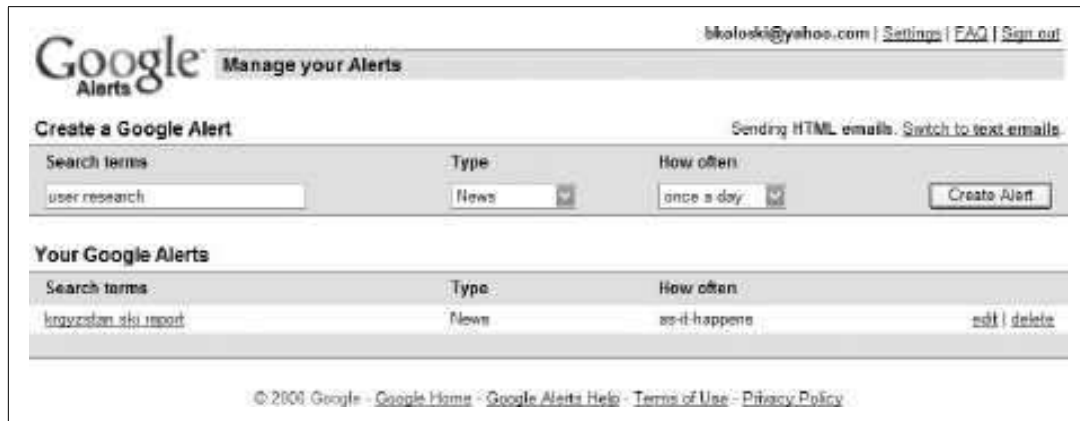 bkoloski@yahoo.com | Settings | FAQ | Sign out
Google
Alerts
Manage your Alerts
Create a Google Alert
Sending HTML emails. Switch to text emails.
Search terms Type How often
user research News once a day Create Alert
Your Google Alerts
Search terms Type How often
krgyzstan ski report News as-it-happens edit | delete
© 2006 Google - Google Home - Google Alerts Help - Terms of Use - Privacy Policy